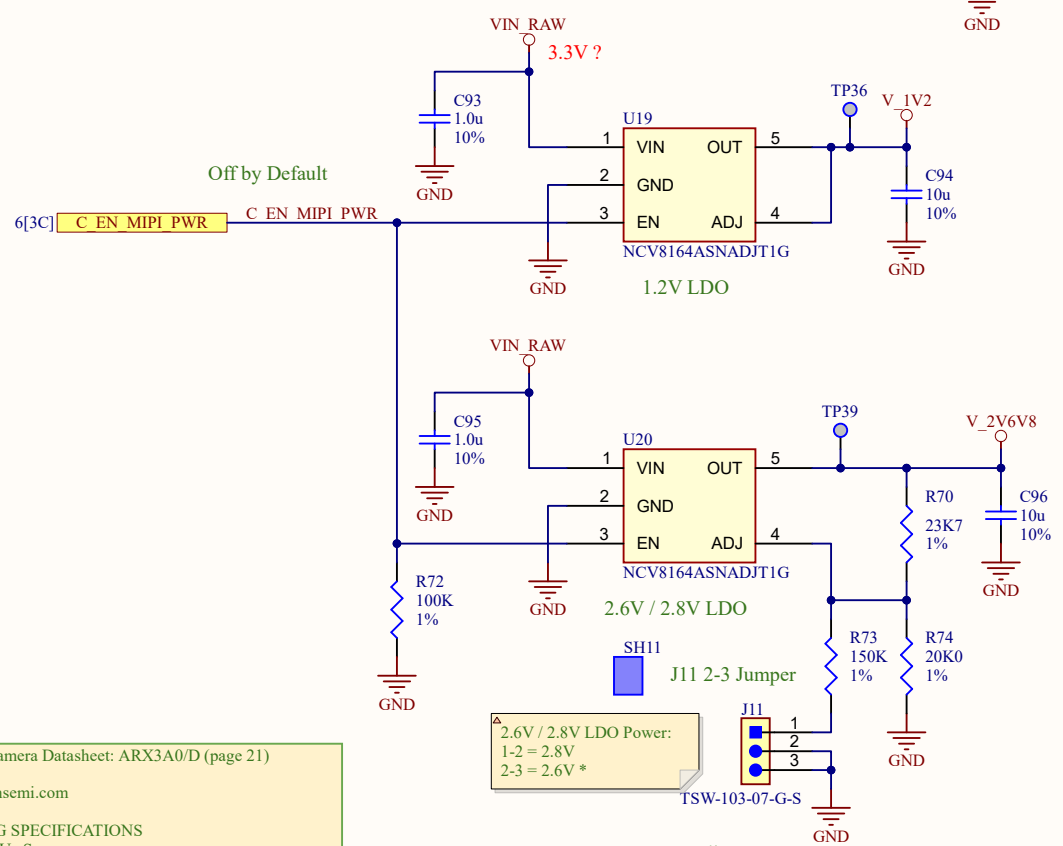 GND
VIN_RAW
3.3V ?
C93
1.0u
10%
GND
Off by Default
6[3C]
C_EN_MIPI_PWR
C_EN_MIPI_PWR
U19
1
VIN
OUT
5
2
GND
3
EN
ADJ
4
NCV8164ASNADJT1G
GND
1.2V LDO
TP36
V_1V2
C94
10u
10%
GND
VIN_RAW
C95
1.0u
10%
GND
U20
1
VIN
OUT
5
2
GND
3
EN
ADJ
4
NCV8164ASNADJT1G
GND
2.6V / 2.8V LDO
TP39
V_2V6V8
R70
23K7
1%
C96
10u
10%
GND
R72
100K
1%
GND
R73
150K
1%
R74
20K0
1%
GND
SH11
J11 2-3 Jumper
2.6V / 2.8V LDO Power:
1-2 = 2.8V
2-3 = 2.6V *
J11
1
2
3
TSW-103-07-G-S
GND
amera Datasheet: ARX3A0/D (page 21)
nsemi.com
G SPECIFICATIONS